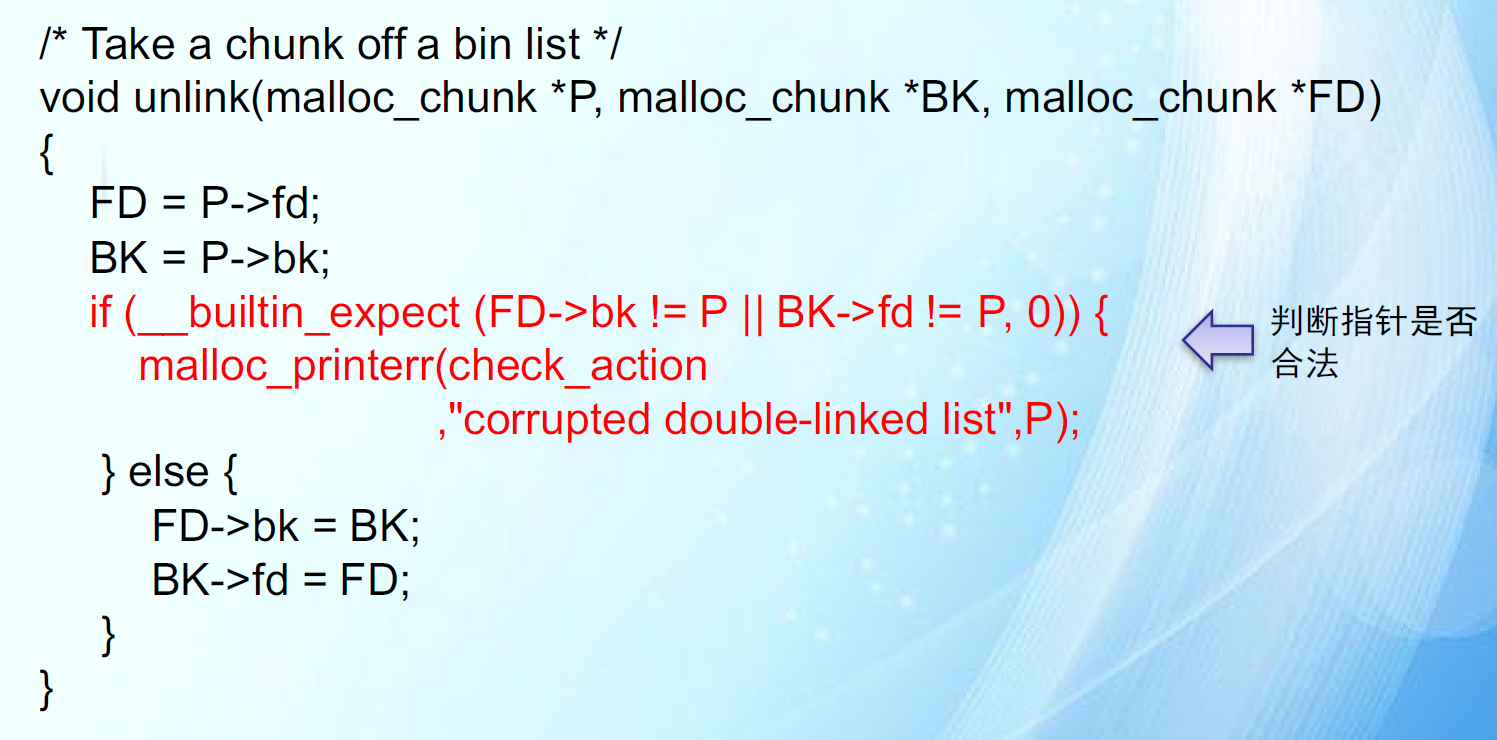 /* Take a chunk off a bin list */
void unlink(malloc_chunk *P, malloc_chunk *BK, malloc_chunk *FD)
{
FD = P->fd;
BK = P->bk;
if (__builtin_expect (FD->bk != P || BK->fd != P, 0)) {
malloc_printerr(check_action
,"corrupted double-linked list",P);
} else {
FD->bk = BK;
BK->fd = FD;
}
}
判断指针是否
合法